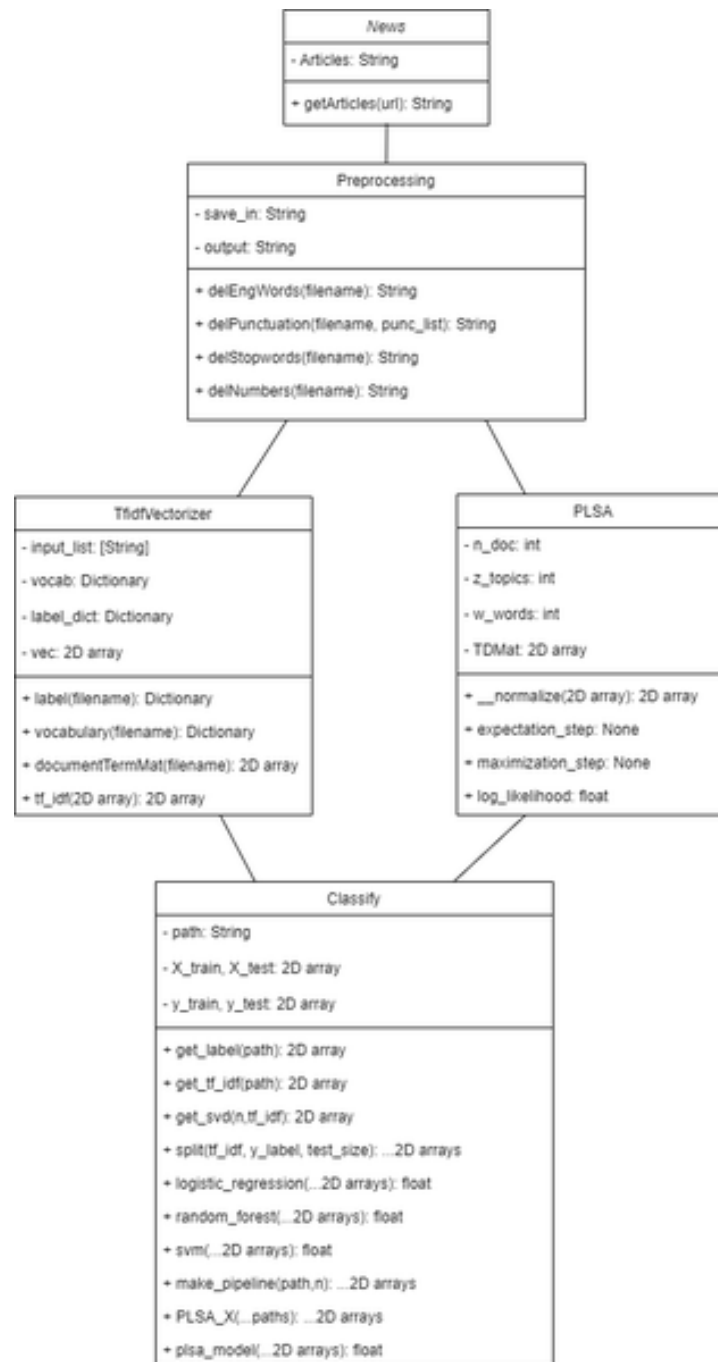 News
- Articles: String
+ getArticles(url): String
Preprocessing
- save_in: String
- output: String
+ delEngWords(filename): String
+ delPunctuation(filename, punc_list): String
+ delStopwords(filename): String
+ delNumbers(filename): String
TfidfVectorizer
- input_list: [String]
- vocab: Dictionary
- label_dict: Dictionary
- vec: 2D array
+ label(filename): Dictionary
+ vocabulary(filename): Dictionary
+ documentTermMat(filename): 2D array
+ tf_idf(2D array): 2D array
PLSA
- n_doc: int
- z_topics: int
- w_words: int
- TDMat: 2D array
+ __normalize(2D array): 2D array
+ expectation_step: None
+ maximization_step: None
+ log_likelihood: float
Classify
- path: String
- X_train, X_test: 2D array
- y_train, y_test: 2D array
+ get_label(path): 2D array
+ get_tf_idf(path): 2D array
+ get_svd(n,tf_idf): 2D array
+ split(tf_idf, y_label, test_size): ...2D arrays
+ logistic_regression(...2D arrays): float
+ random_forest(...2D arrays): float
+ svm(...2D arrays): float
+ make_pipeline(path,n): ...2D arrays
+ PLSA_X(...paths): ...2D arrays
+ plsa_model(...2D arrays): float